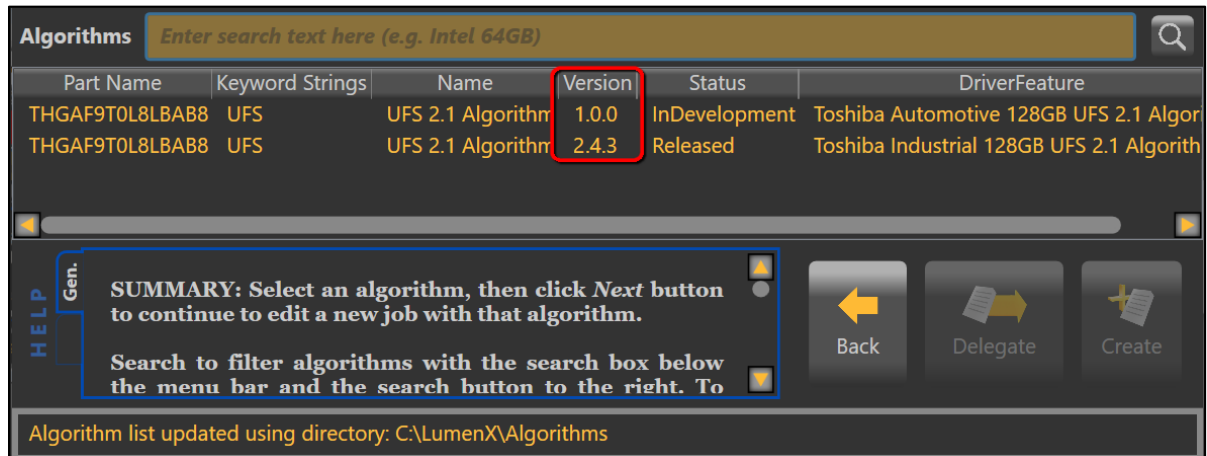 Algorithms Enter search text here (e.g. Intel 64GB)
Part Name Keyword Strings Name Version Status DriverFeature
THGAF9T0L8LBAB8 UFS UFS 2.1 Algorithm 1.0.0 InDevelopment Toshiba Automotive 128GB UFS 2.1 Algori
THGAF9T0L8LBAB8 UFS UFS 2.1 Algorithm 2.4.3 Released Toshiba Industrial 128GB UFS 2.1 Algorith
HELP
Gen.
SUMMARY: Select an algorithm, then click Next button
to continue to edit a new job with that algorithm.
Search to filter algorithms with the search box below
the menu bar and the search button to the right. To
Back Delegate Create
Algorithm list updated using directory: C:\LumenX\Algorithms